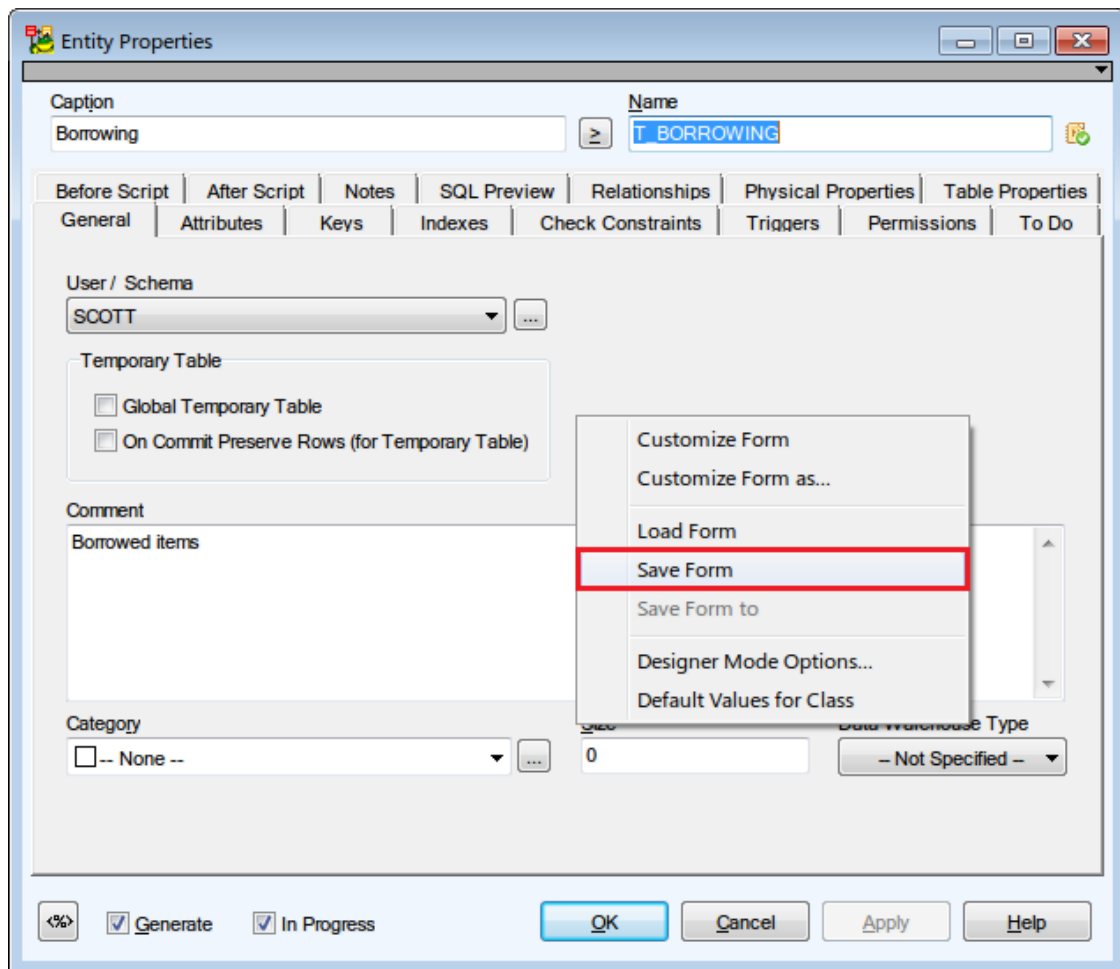 Entity Properties
Caption
Name
Borrowing
≥
T_BORROWING
Before Script
After Script
Notes
SQL Preview
Relationships
Physical Properties
Table Properties
General
Attributes
Keys
Indexes
Check Constraints
Triggers
Permissions
To Do
User / Schema
SCOTT
...
Temporary Table
Global Temporary Table
On Commit Preserve Rows (for Temporary Table)
Customize Form
Customize Form as...
Load Form
Save Form
Save Form to
Designer Mode Options...
Default Values for Class
Comment
Borrowed items
Category
Size
Data Warehouse Type
-- None --
...
0
-- Not Specified --
<%>
Generate
In Progress
OK
Cancel
Apply
Help